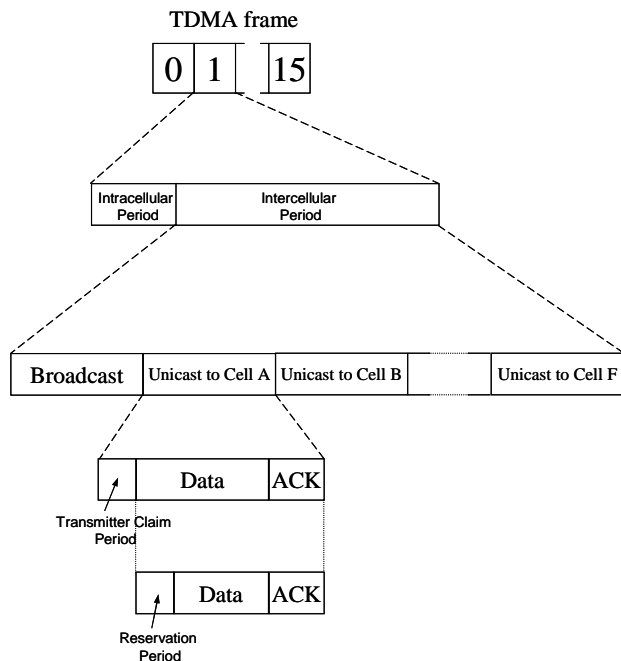 TDMA frame
0 1 15
Intracellular
Period
Intercellular
Period
Broadcast Unicast to Cell A Unicast to Cell B Unicast to Cell F
Data ACK
Transmitter Claim
Period
Data ACK
Reservation
Period